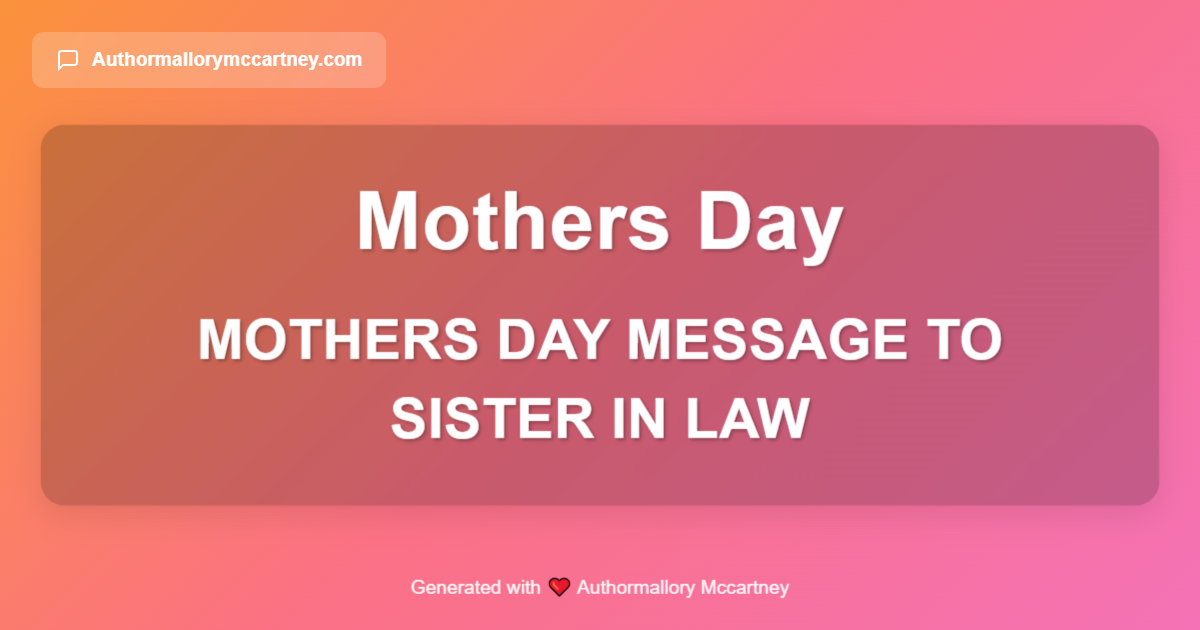 Authormallorymccartney.com
Mothers Day
MOTHERS DAY MESSAGE TO
SISTER IN LAW
Generated with ❤️ Authormallory Mccartney